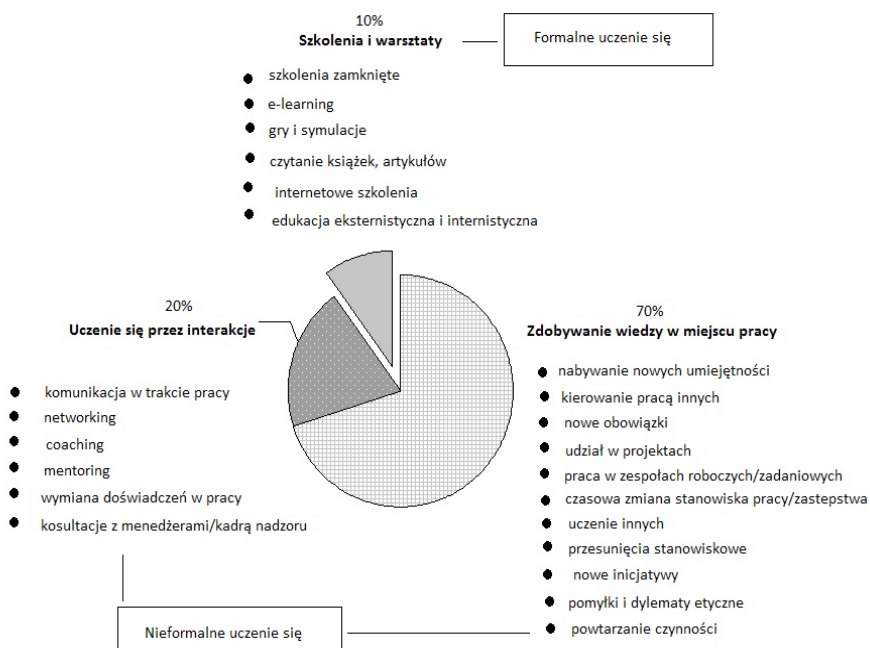 10%
Szkolenia i warsztaty
Formalne uczenie się
szkolenia zamknięte
e-learning
gry i symulacje
czytanie książek, artykułów
internetowe szkolenia
edukacja eksternistyczna i internistyczna
20%
Uczenie się przez interakcje
komunikacja w trakcie pracy
networking
coaching
mentoring
wymiana doświadczeń w pracy
kosultacje z menedżerami/kadrą nadzoru
70%
Zdobywanie wiedzy w miejscu pracy
nabywanie nowych umiejętności
kierowanie pracą innych
nowe obowiązki
udział w projektach
praca w zespołach roboczych/zadaniowych
czasowa zmiana stanowiska pracy/zastepstwa
uczenie innych
przesunięcia stanowiskowe
nowe inicjatywy
pomyłki i dylematy etyczne
powtarzanie czynności
Nieformalne uczenie się